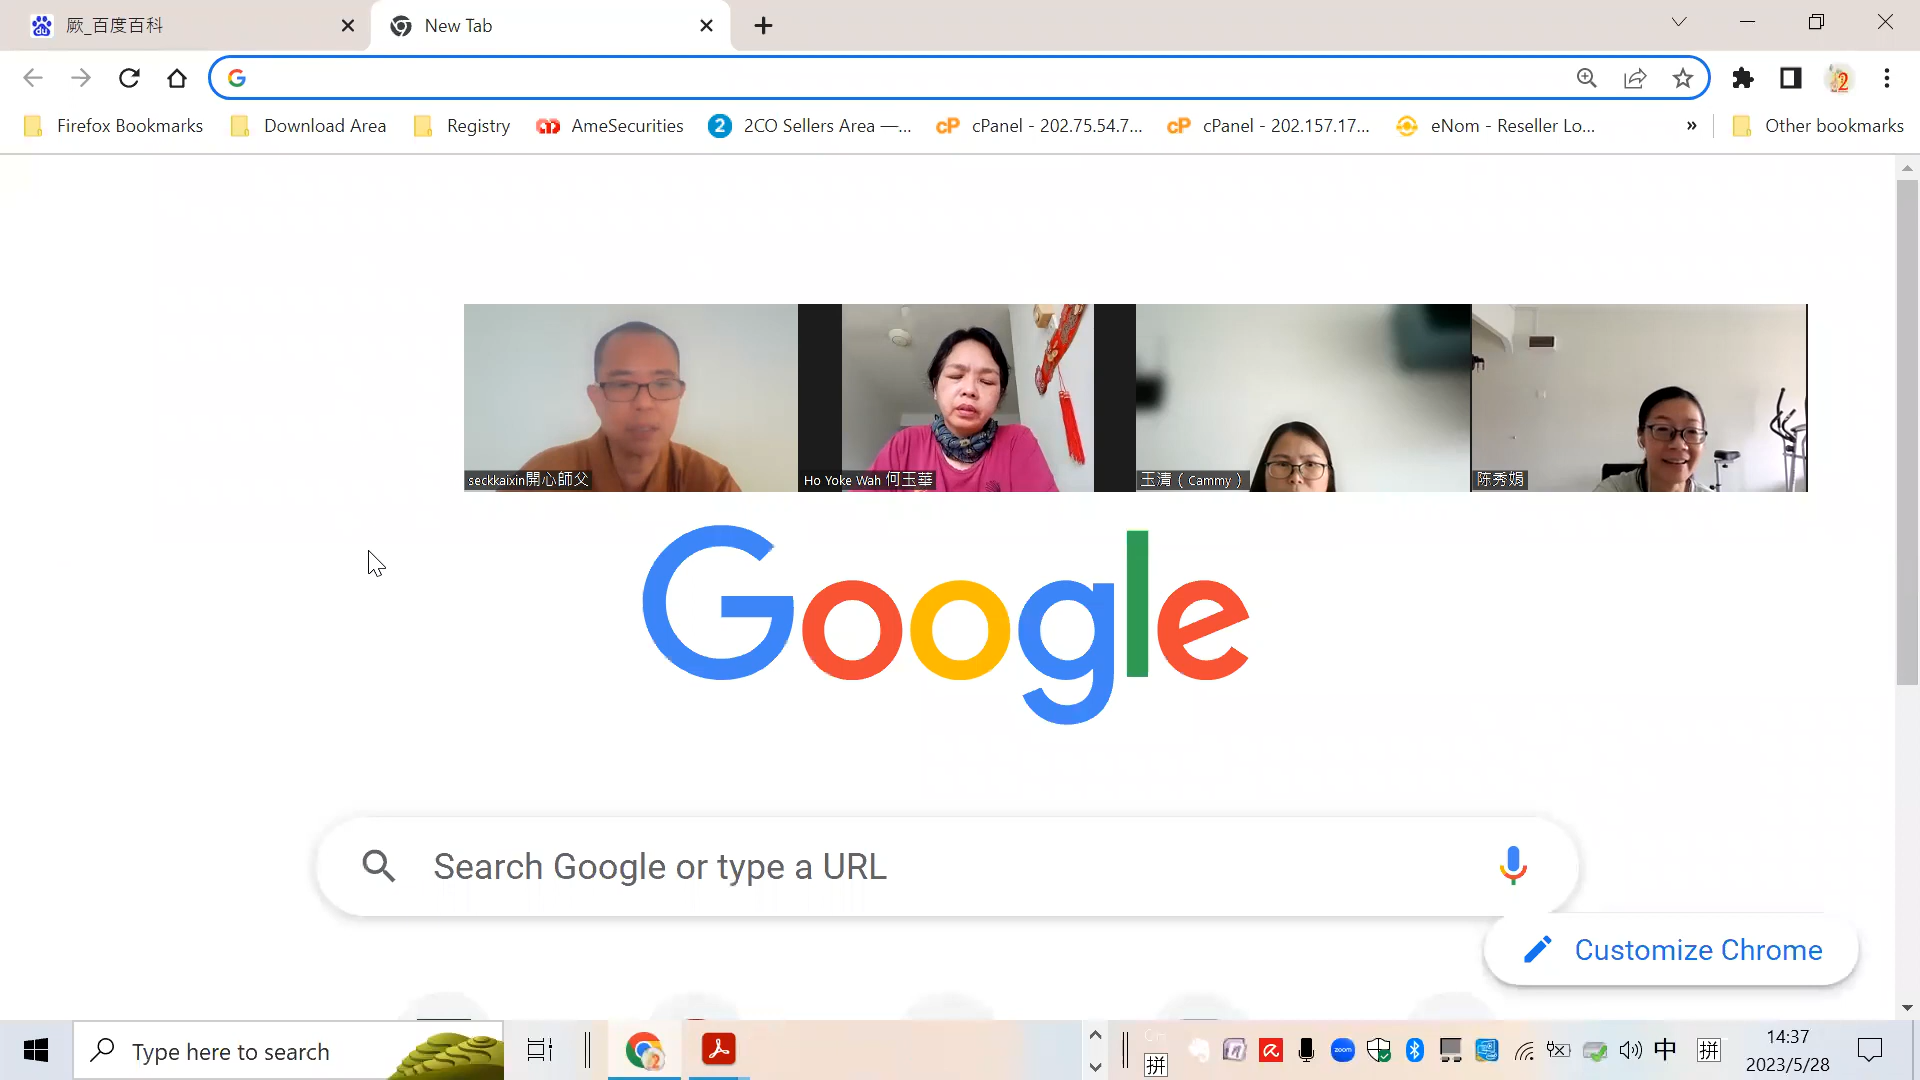 厥_百度百科
New Tab
Firefox Bookmarks
Download Area
Registry
AmeSecurities
2CO Sellers Area —...
cPanel - 202.75.54.7...
cPanel - 202.157.17...
eNom - Reseller Lo...
»
Other bookmarks
seckkaixin開心師父
Ho Yoke Wah 何玉華
玉清（Cammy）
陈秀娟
Google
Search Google or type a URL
Customize Chrome
Type here to search
拼
zoom
中
拼
14:37
2023/5/28